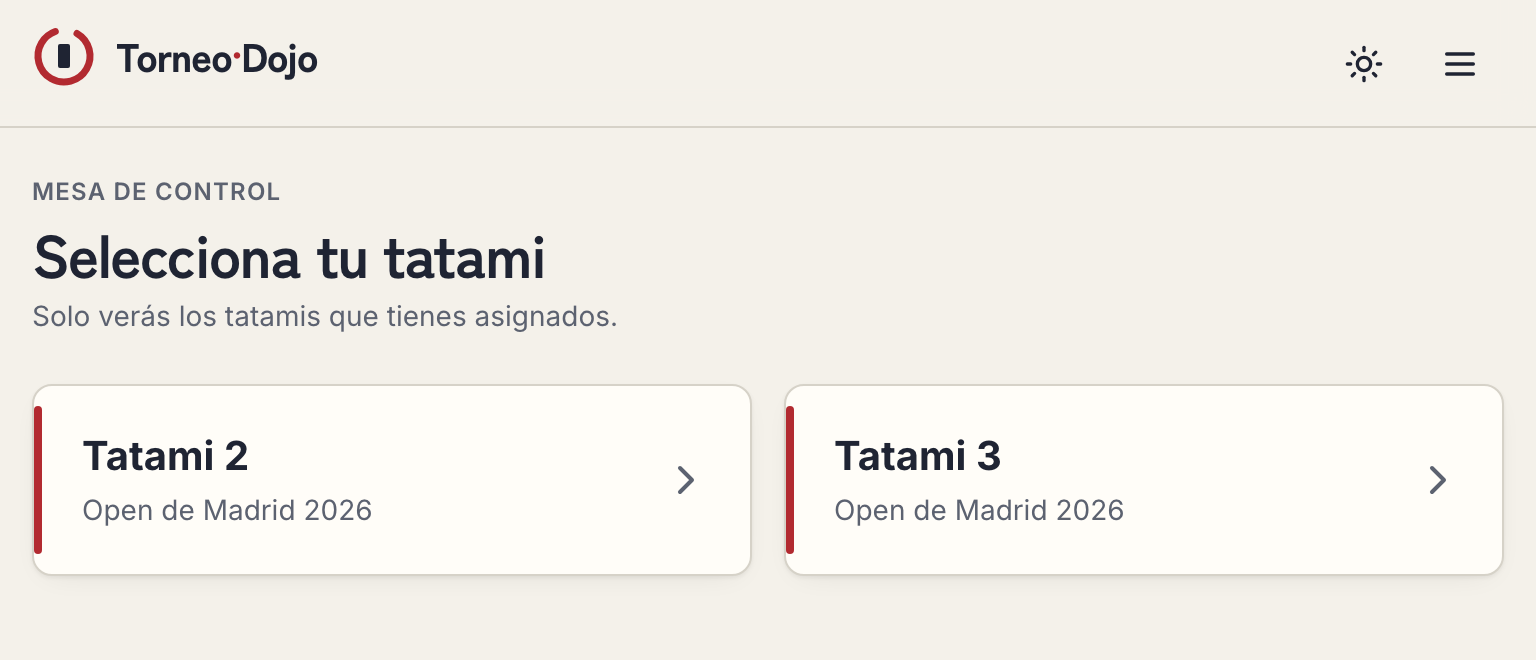 Torneo·Dojo
MESA DE CONTROL
Selecciona tu tatami
Solo verás los tatamis que tienes asignados.
Tatami 2
Open de Madrid 2026
Tatami 3
Open de Madrid 2026